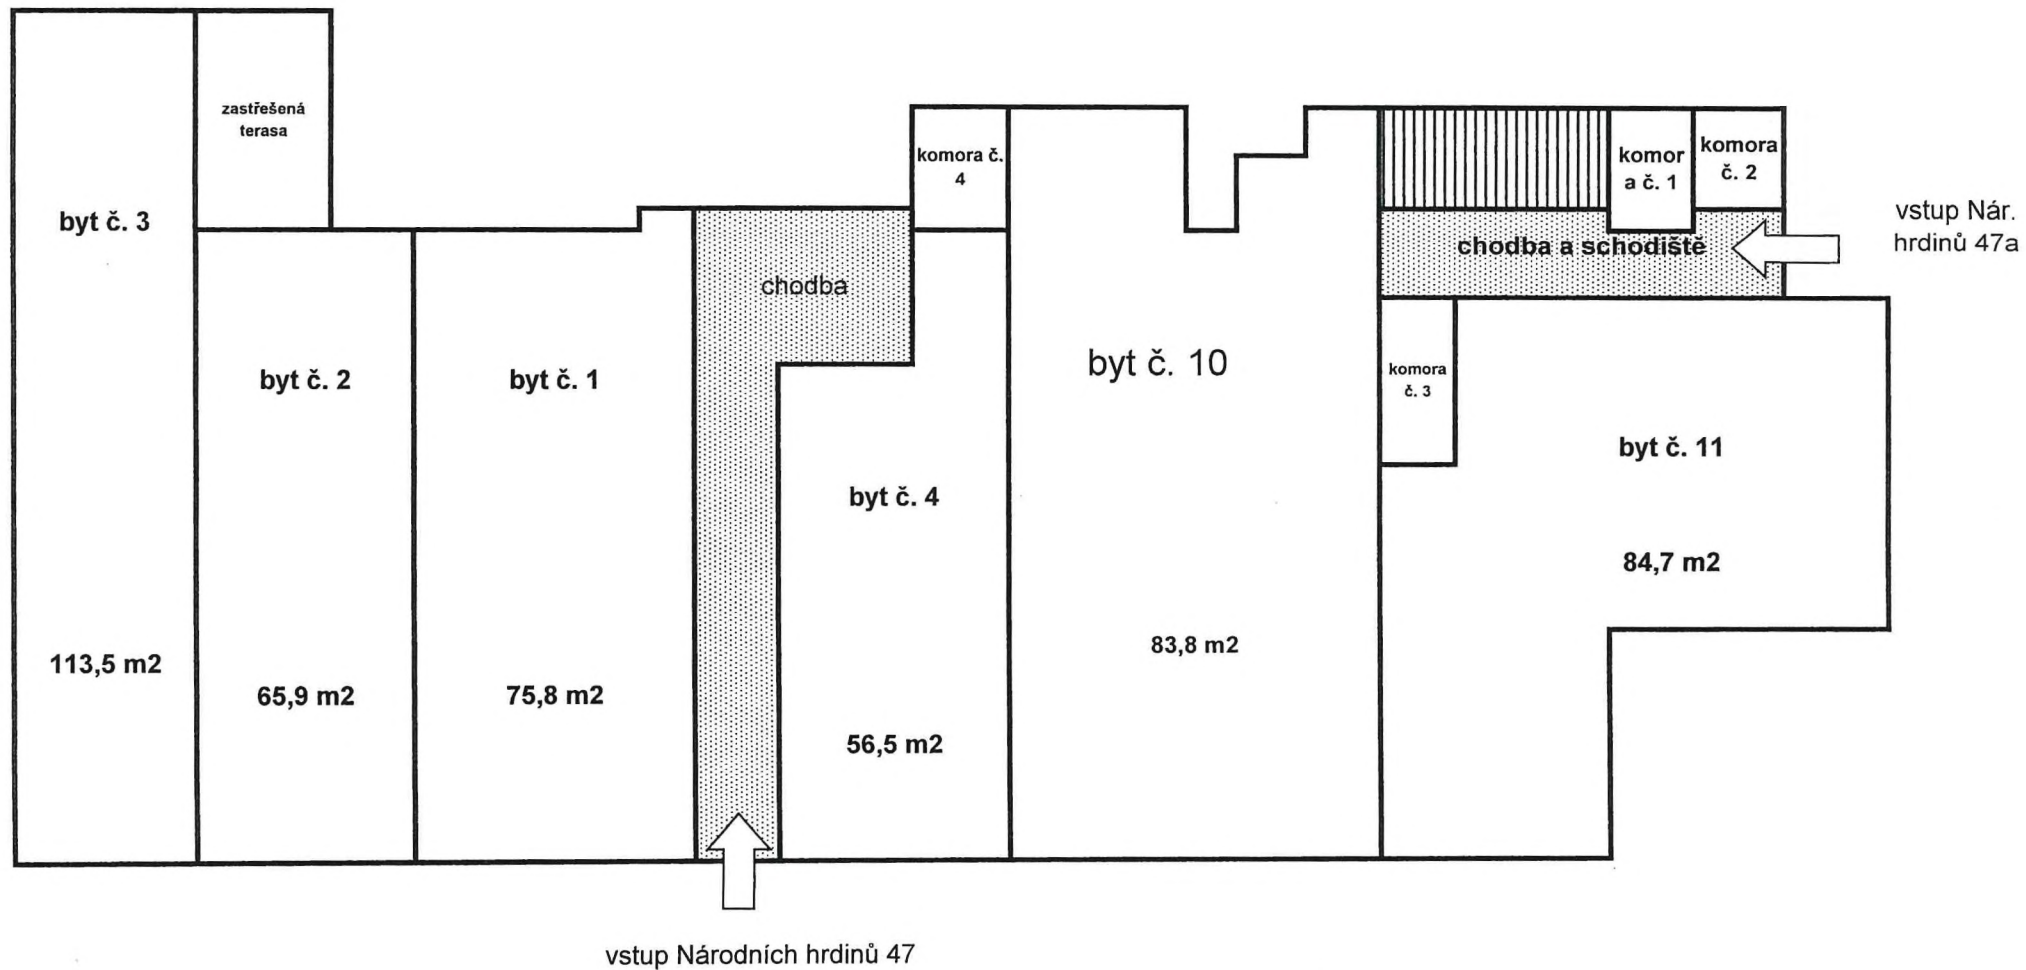 zastřešená
terasa
byt č. 3
komora č.
4
komor
a č. 1
komora
č. 2
vstup Nár.
hrdinů 47a
chodba a schodiště
chodba
byt č. 10
byt č. 2
byt č. 1
komora
č. 3
byt č. 11
byt č. 4
84,7 m2
83,8 m2
113,5 m2
65,9 m2
75,8 m2
56,5 m2
vstup Národních hrdinů 47